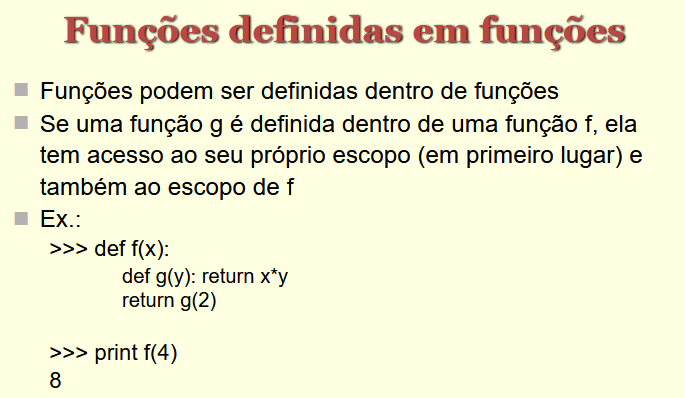 Funções definidas em funções
Funções podem ser definidas dentro de funções
Se uma função g é definida dentro de uma função f, ela
tem acesso ao seu próprio escopo (em primeiro lugar) e
também ao escopo de f
Ex.:
>>> def f(x):
def g(y): return x*y
return g(2)
>>> print f(4)
8